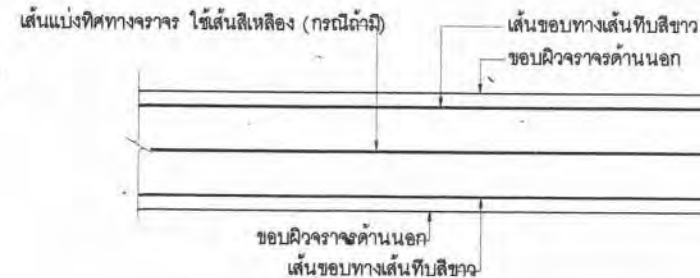 เส้นแบ่งทิศทางจราจร ใช้เส้นสีเหลือง (กรณีถ้ามี)
เส้นขอบทางเส้นทึบสีขาว
ขอบผิวจราจรด้านนอก
ขอบผิวจราจรด้านนอก
เส้นขอบทางเส้นทึบสีขาว